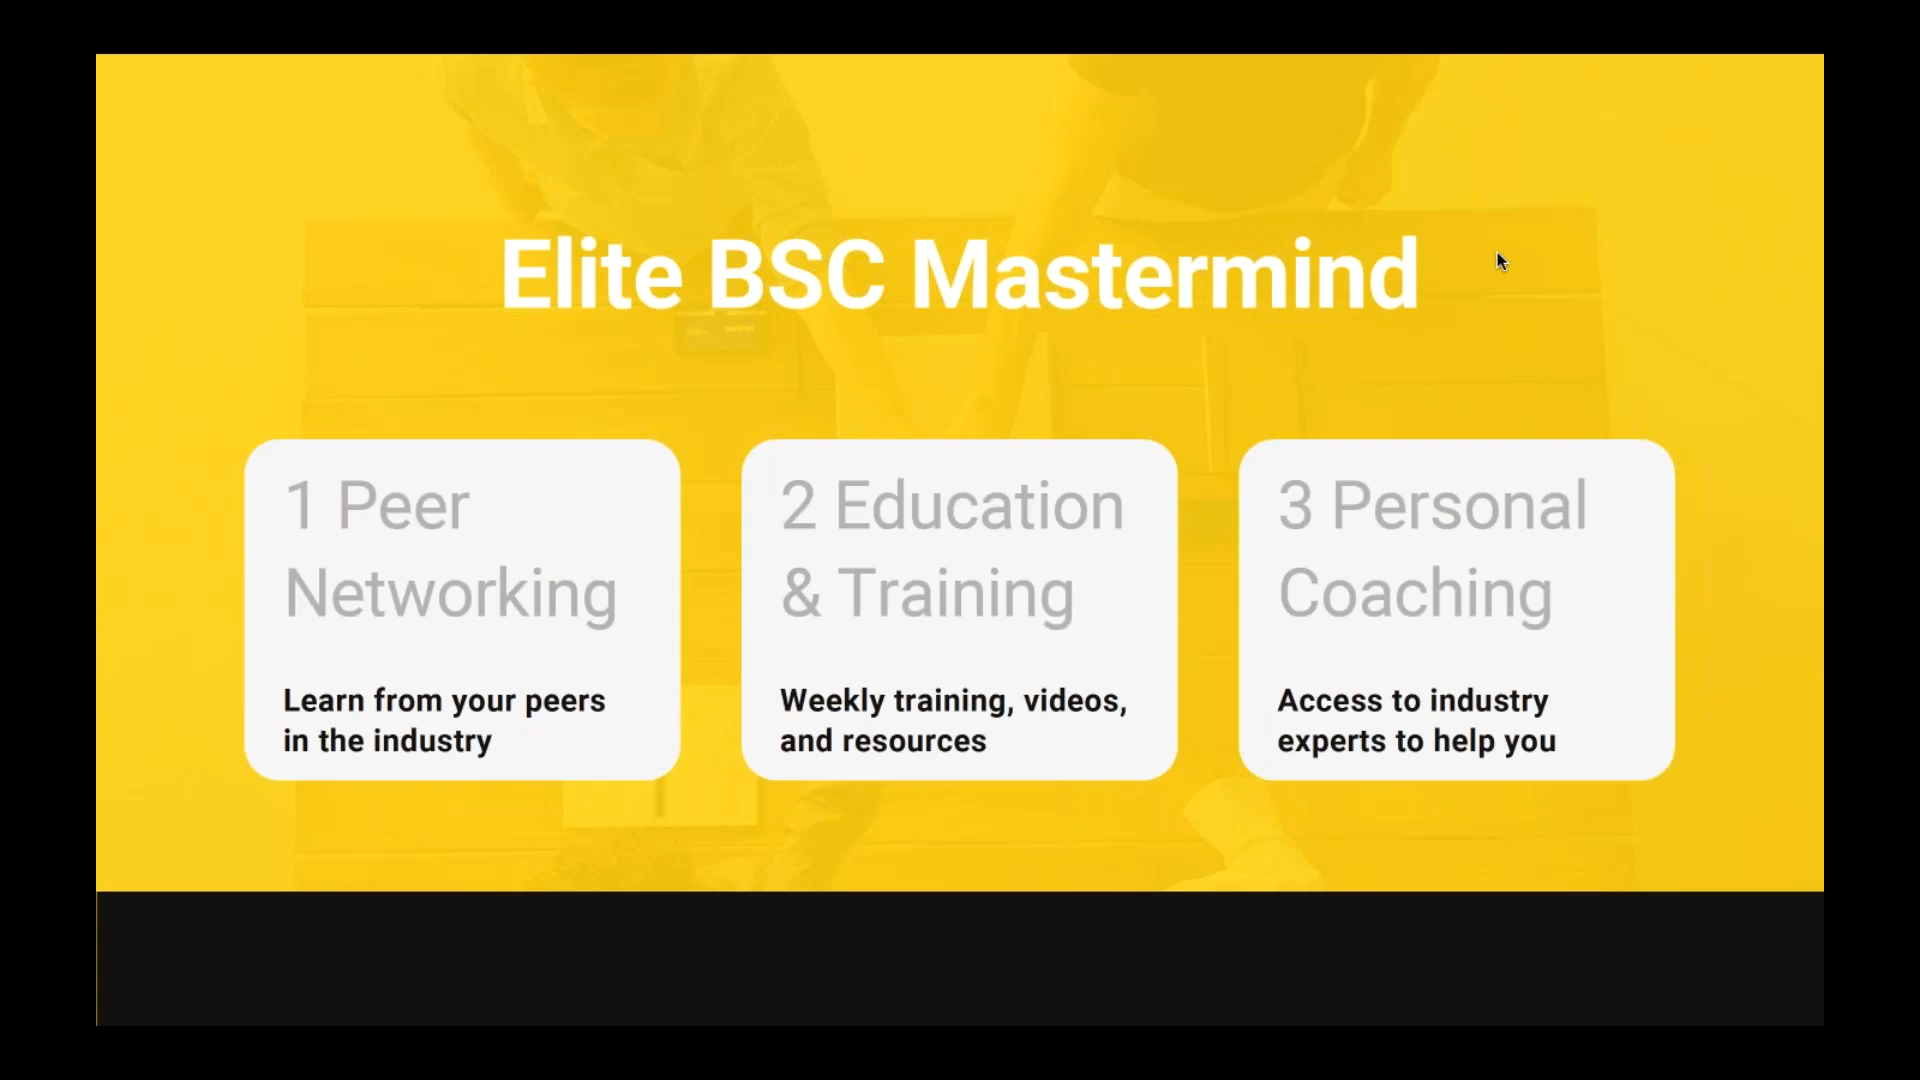 Elite BSC Mastermind
1 Peer
Networking
Learn from your peers
in the industry
2 Education
& Training
Weekly training, videos,
and resources
3 Personal
Coaching
Access to industry
experts to help you